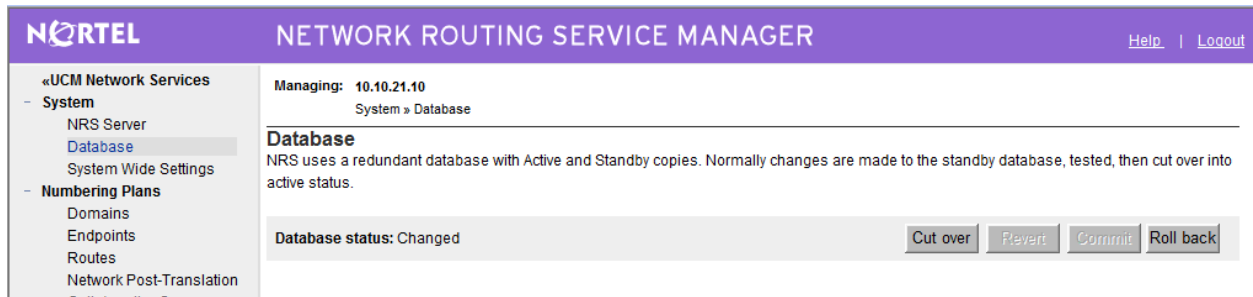 NORTEL
NETWORK ROUTING SERVICE MANAGER
Help | Logout
«UCM Network Services
- System
NRS Server
Database
System Wide Settings
- Numbering Plans
Domains
Endpoints
Routes
Network Post-Translation
Managing: 10.10.21.10
System » Database
Database
NRS uses a redundant database with Active and Standby copies. Normally changes are made to the standby database, tested, then cut over into
active status.
Database status: Changed
Cut over
Revert
Commit
Roll back